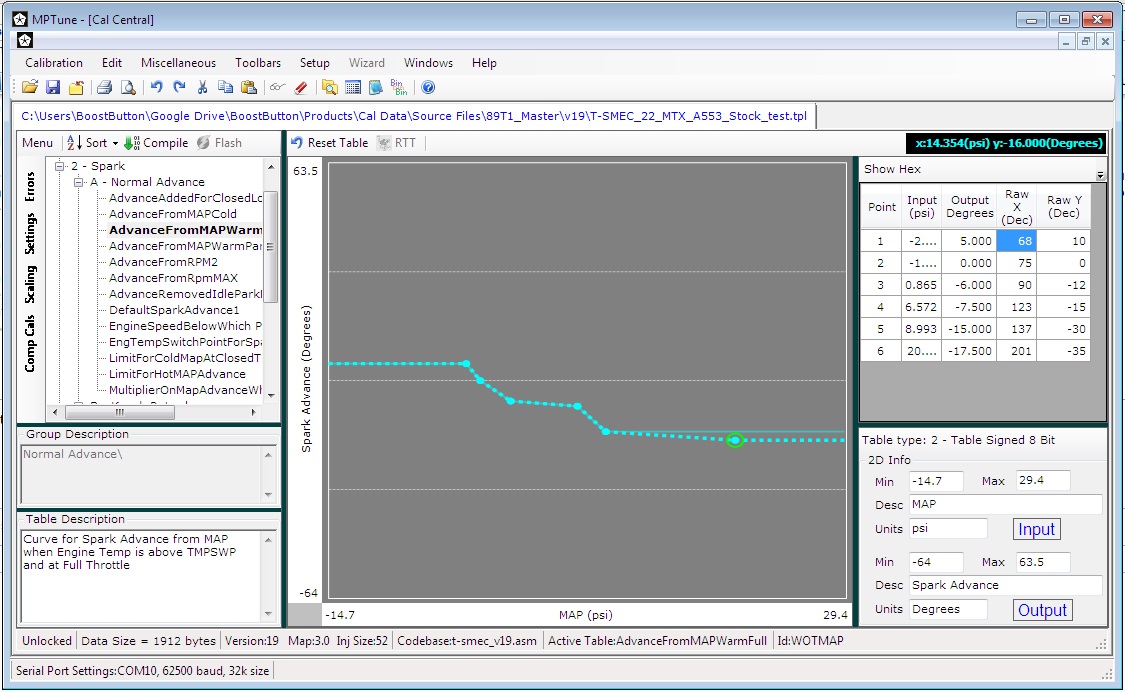 MPTune - [Cal Central]
Calibration Edit Miscellaneous Toolbars Setup Wizard Windows Help
Bin
Bin
C:\Users\BoostButton\Google Drive\BoostButton\Products\Cal Data\Source Files\89T1_Master\v19\T-SMEC_22_MTX_A553_Stock_test.tpl
Menu Sort Compile Flash
Reset Table RTT
x:14.354(psi) y:-16.000(Degrees)
Errors
Settings
Scaling
Comp Cals
2 - Spark
A - Normal Advance
AdvanceAddedForClosedLo
AdvanceFromMAPCold
AdvanceFromMAPWarm
AdvanceFromMAPWarmPar
AdvanceFromRPM2
AdvanceFromRpmMAX
AdvanceRemovedIdleParkI
DefaultSparkAdvance1
EngineSpeedBelowWhich P
EngTempSwitchPointForSpa
LimitForColdMapAtClosedT
LimitForHotMAPAdvance
MultiplierOnMapAdvanceWh
Group Description
Normal Advance\
Table Description
Curve for Spark Advance from MAP
when Engine Temp is above TMPSWP
and at Full Throttle
63.5
Spark Advance (Degrees)
-64
-14.7 MAP (psi) 29.4
Show Hex
Point Input (psi) Output Degrees Raw X (Dec) Raw Y (Dec)
1 -2.... 5.000 68 10
2 -1.... 0.000 75 0
3 0.865 -6.000 90 -12
4 6.572 -7.500 123 -15
5 8.993 -15.000 137 -30
6 20.... -17.500 201 -35
Table type: 2 - Table Signed 8 Bit
2D Info
Min -14.7 Max 29.4
Desc MAP
Units psi Input
Min -64 Max 63.5
Desc Spark Advance
Units Degrees Output
Unlocked Data Size = 1912 bytes Version:19 Map:3.0 Inj Size:52 Codebase:t-smec_v19.asm Active Table:AdvanceFromMAPWarmFull Id:WOTMAP
Serial Port Settings:COM10, 62500 baud, 32k size